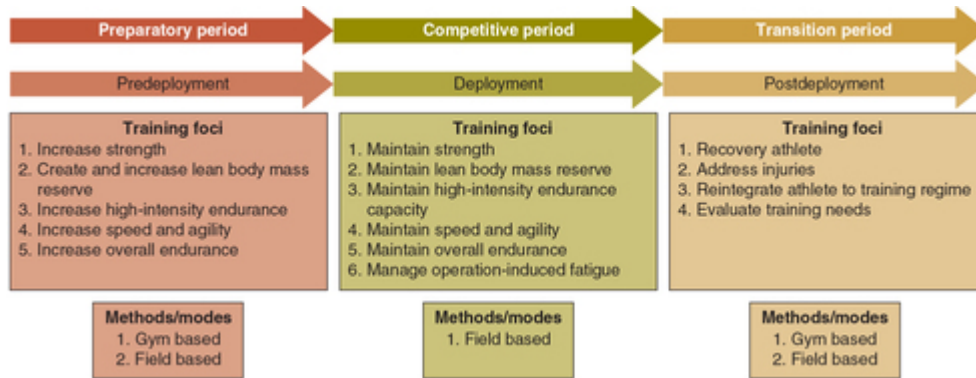 Preparatory period
Competitive period
Transition period
Predeployment
Deployment
Postdeployment
Training foci
1. Increase strength
2. Create and increase lean body mass
reserve
3. Increase high-intensity endurance
4. Increase speed and agility
5. Increase overall endurance
Training foci
1. Maintain strength
2. Maintain lean body mass reserve
3. Maintain high-intensity endurance
capacity
4. Maintain speed and agility
5. Maintain overall endurance
6. Manage operation-induced fatigue
Training foci
1. Recovery athlete
2. Address injuries
3. Reintegrate athlete to training regime
4. Evaluate training needs
Methods/modes
1. Gym based
2. Field based
Methods/modes
1. Field based
Methods/modes
1. Gym based
2. Field based